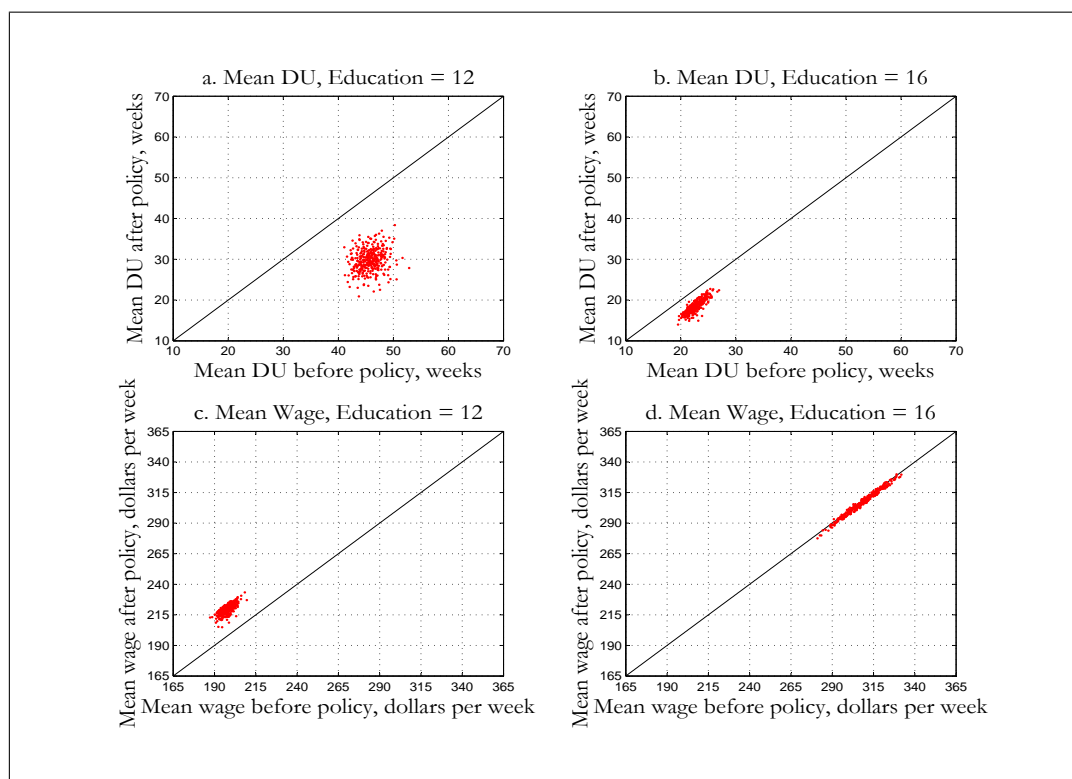 a. Mean DU, Education = 12
Mean DU after policy, weeks
70
60
50
40
30
20
10
10 20 30 40 50 60 70
Mean DU before policy, weeks
b. Mean DU, Education = 16
Mean DU after policy, weeks
70
60
50
40
30
20
10
10 20 30 40 50 60 70
Mean DU before policy, weeks
c. Mean Wage, Education = 12
Mean wage after policy, dollars per week
365
340
315
290
265
240
215
190
165
165 190 215 240 265 290 315 340 365
Mean wage before policy, dollars per week
d. Mean Wage, Education = 16
Mean wage after policy, dollars per week
365
340
315
290
265
240
215
190
165
165 190 215 240 265 290 315 340 365
Mean wage before policy, dollars per week